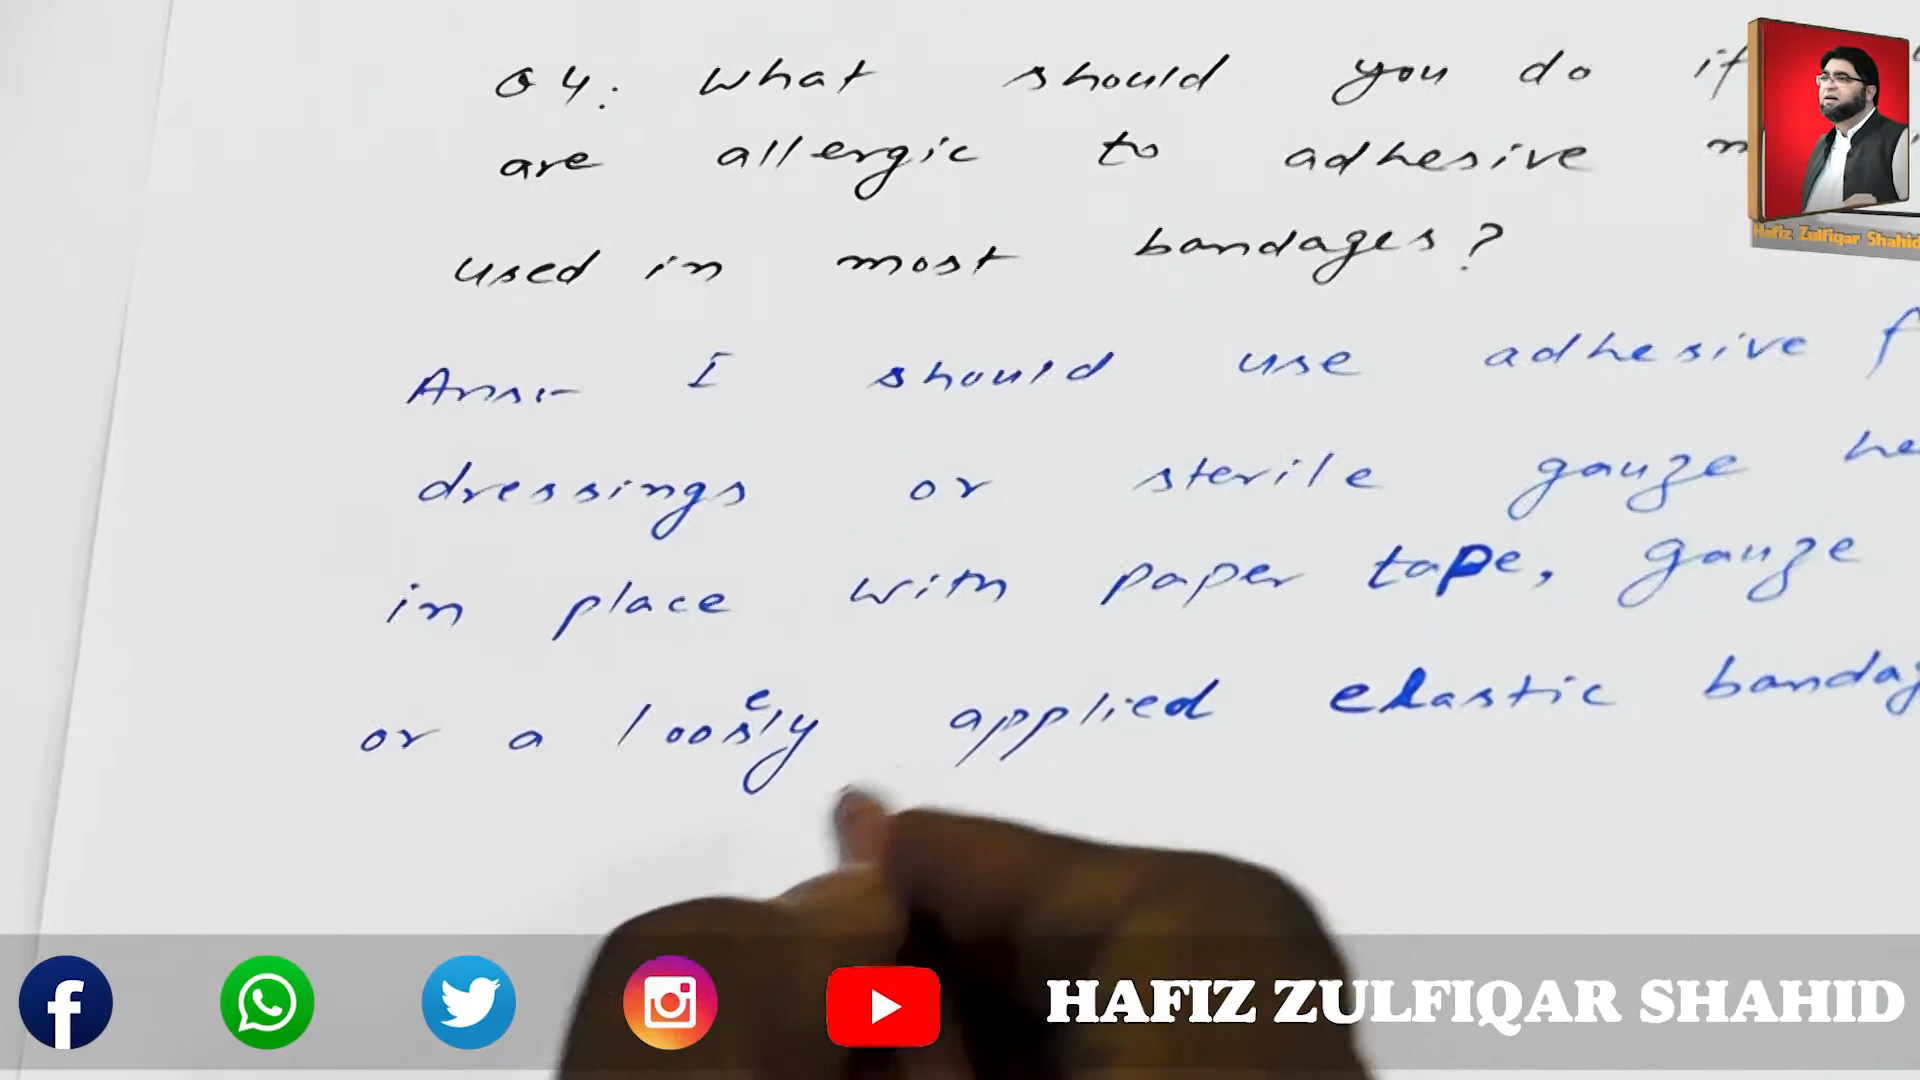 Q4: What should you do if
are allergic to adhesive
used in most bandages?
Ans:- I should use adhesive
dressings or sterile gauze
in place with paper tape, gauze
or a loosely applied elastic
Hafiz Zulfiqar Shahid
HAFIZ ZULFIQAR SHAHID